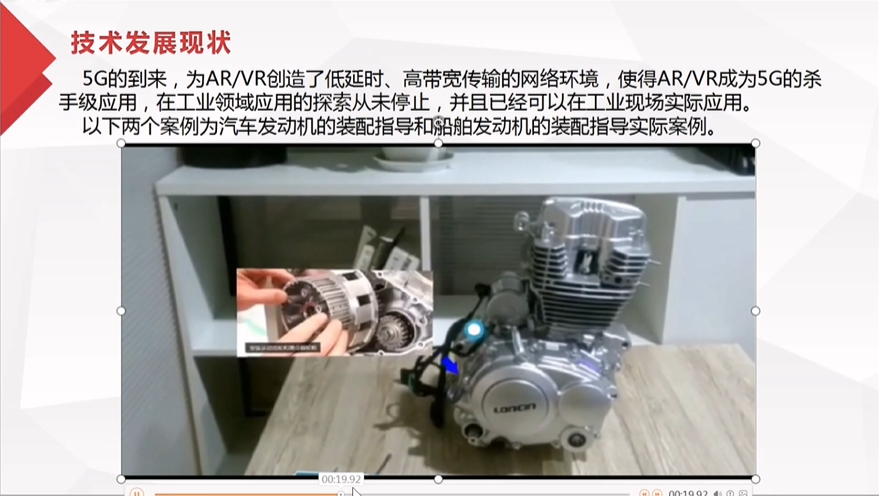 技术发展现状
5G的到来，为AR/VR创造了低延时、高带宽传输的网络环境，使得AR/VR成为5G的杀
手级应用，在工业领域应用的探索从未停止，并且已经可以在工业现场实际应用。
以下两个案例为汽车发动机的装配指导和船舶发动机的装配指导实际案例。
LONCIN
00:19.92
00:19.92